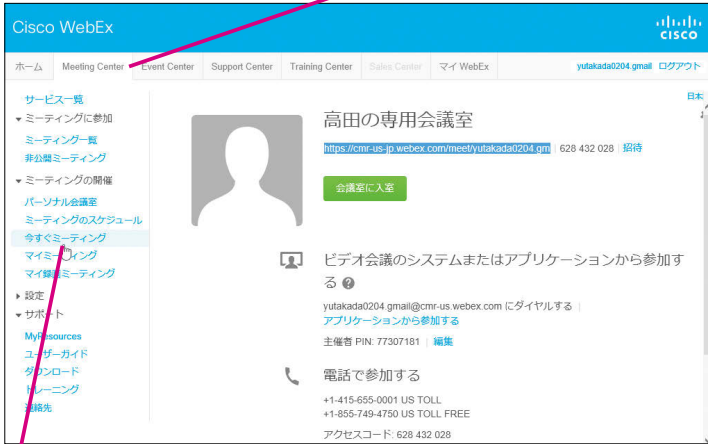 Cisco WebEx
CISCO
ホーム Meeting Center Event Center Support Center Training Center Sales Center マイ WebEx yutakada0204.gmail ログアウト
日本
サービス一覧
ミーティングに参加
ミーティング一覧
非公開ミーティング
ミーティングの開催
パーソナル会議室
ミーティングのスケジュール
今すぐミーティング
マイミーティング
マイ録画ミーティング
設定
サポート
MyResources
ユーザーガイド
ダウンロード
トレーニング
連絡先
高田の専用会議室
https://cmr-us-jp.webex.com/meet/yutakada0204.gm | 628 432 028 | 招待
会議室に入室
ビデオ会議のシステムまたはアプリケーションから参加す
る ?
yutakada0204.gmail@cmr-us.webex.com にダイヤルする |
アプリケーションから参加する
主催者 PIN: 77307181 | 編集
電話で参加する
+1-415-655-0001 US TOLL
+1-855-749-4750 US TOLL FREE
アクセスコード: 628 432 028